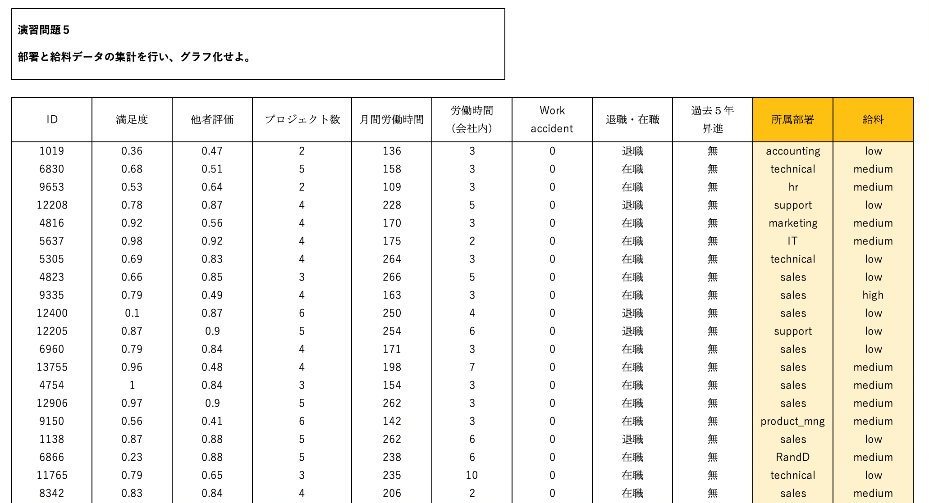 演習問題５
部署と給料データの集計を行い、グラフ化せよ。
ID 満足度 他者評価 プロジェクト数 月間労働時間 労働時間（会社内） Work accident 退職・在職 過去５年昇進 所属部署 給料
1019 0.36 0.47 2 136 3 0 退職 無 accounting low
6830 0.68 0.51 5 158 3 0 在職 無 technical medium
9653 0.53 0.64 2 109 3 0 在職 無 hr medium
12208 0.78 0.87 4 228 5 0 退職 無 support low
4816 0.92 0.56 4 170 3 0 在職 無 marketing medium
5637 0.98 0.92 4 175 2 0 在職 無 IT medium
5305 0.69 0.83 4 264 3 0 在職 無 technical low
4823 0.66 0.85 3 266 5 0 在職 無 sales low
9335 0.79 0.49 4 163 3 0 在職 無 sales high
12400 0.1 0.87 6 250 4 0 退職 無 sales low
12205 0.87 0.9 5 254 6 0 退職 無 support low
6960 0.79 0.84 4 171 3 0 在職 無 sales low
13755 0.96 0.48 4 198 7 0 在職 無 sales medium
4754 1 0.84 3 154 3 0 在職 無 sales medium
12906 0.97 0.9 5 262 3 0 在職 無 sales medium
9150 0.56 0.41 6 142 3 0 在職 無 product_mng medium
1138 0.87 0.88 5 262 6 0 退職 無 sales low
6866 0.23 0.88 5 238 6 0 在職 無 RandD medium
11765 0.79 0.65 3 235 10 0 在職 無 technical low
8342 0.83 0.84 4 206 2 0 在職 無 sales medium